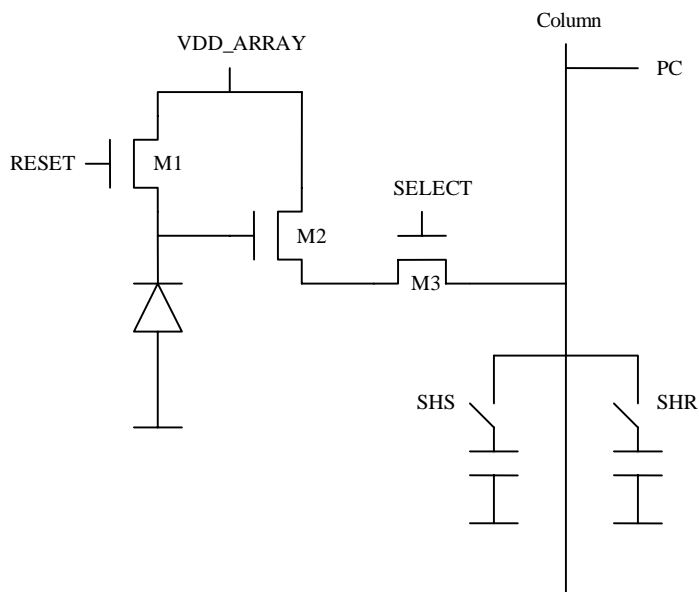 Column
VDD_ARRAY
PC
RESET
M1
SELECT
M2
M3
SHS
SHR